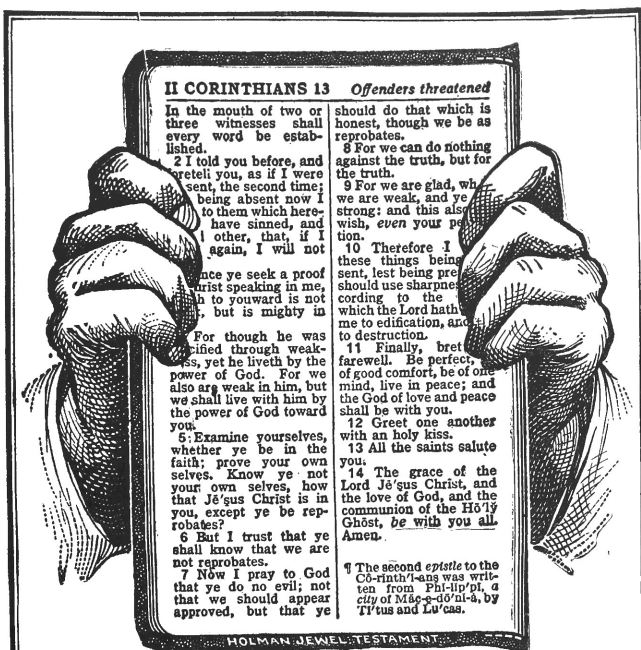 II CORINTHIANS 13 Offenders threatened
In the mouth of two or
three witnesses shall
every word be estab-
lished.
2 I told you before, and
foretell you, as if I were
sent, the second time;
being absent now I
to them which here-
have sinned, and
other, that, if I
again, I will not
nce ye seek a proof
hrist speaking in me,
h to youward is not
, but is mighty in
For though he was
cified through weak-
ss, yet he liveth by the
power of God. For we
also are weak in him, but
we shall live with him by
the power of God toward
you.
5 Examine yourselves,
whether ye be in the
faith; prove your own
selves. Know ye not
your own selves, how
that Jē'ṣus Christ is in
you, except ye be rep-
robates?
6 But I trust that ye
shall know that we are
not reprobates.
7 Now I pray to God
that ye do no evil; not
that we should appear
approved, but that ye
should do that which is
honest, though we be as
reprobates.
8 For we can do nothing
against the truth, but for
the truth.
9 For we are glad, wh
we are weak, and ye
strong: and this also
wish, even your pe
tion.
10 Therefore I
these things being
sent, lest being pre
should use sharpnes
cording to the
which the Lord hath
me to edification, and
to destruction.
11 Finally, bret
farewell. Be perfect,
of good comfort, be of one
mind, live in peace; and
the God of love and peace
shall be with you.
12 Greet one another
with an holy kiss.
13 All the saints salute
you.
14 The grace of the
Lord Jē'ṣus Christ, and
the love of God, and the
communion of the Hō'lў
Ghōst, be with you all.
Amen.
¶ The second epistle to the
Cŏ-rĭnth'ĭ-anṣ was writ-
ten from Phĭ-lĭp'pī, a
city of Măç-e-dō'nĭ-à, by
Tī'tus and Lu'cas.
HOLMAN JEWEL TESTAMENT